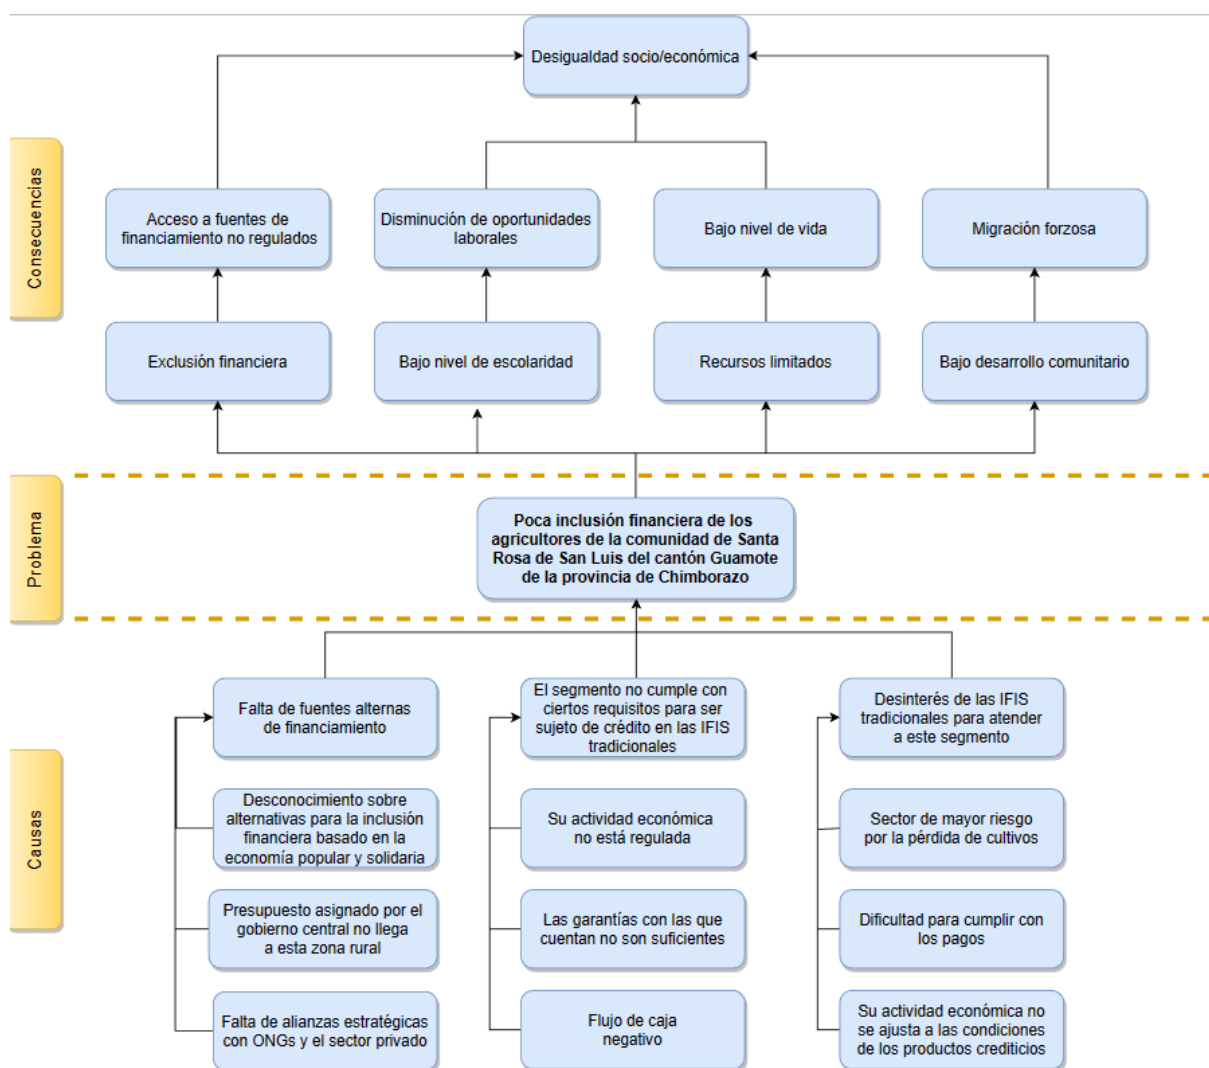 Desigualdad socio/económica
Consecuencias
Acceso a fuentes de
financiamiento no regulados
Disminución de oportunidades
laborales
Bajo nivel de vida
Migración forzosa
Exclusión financiera
Bajo nivel de escolaridad
Recursos limitados
Bajo desarrollo comunitario
Problema
Poca inclusión financiera de los
agricultores de la comunidad de Santa
Rosa de San Luis del cantón Guamote
de la provincia de Chimborazo
Causas
Falta de fuentes alternas
de financiamiento
El segmento no cumple con
ciertos requisitos para ser
sujeto de crédito en las IFIS
tradicionales
Desinterés de las IFIS
tradicionales para atender
a este segmento
Desconocimiento sobre
alternativas para la inclusión
financiera basado en la
economía popular y solidaria
Su actividad económica
no está regulada
Sector de mayor riesgo
por la pérdida de cultivos
Presupuesto asignado por el
gobierno central no llega
a esta zona rural
Las garantías con las que
cuentan no son suficientes
Dificultad para cumplir con
los pagos
Falta de alianzas estratégicas
con ONGs y el sector privado
Flujo de caja
negativo
Su actividad económica no
se ajusta a las condiciones
de los productos crediticios